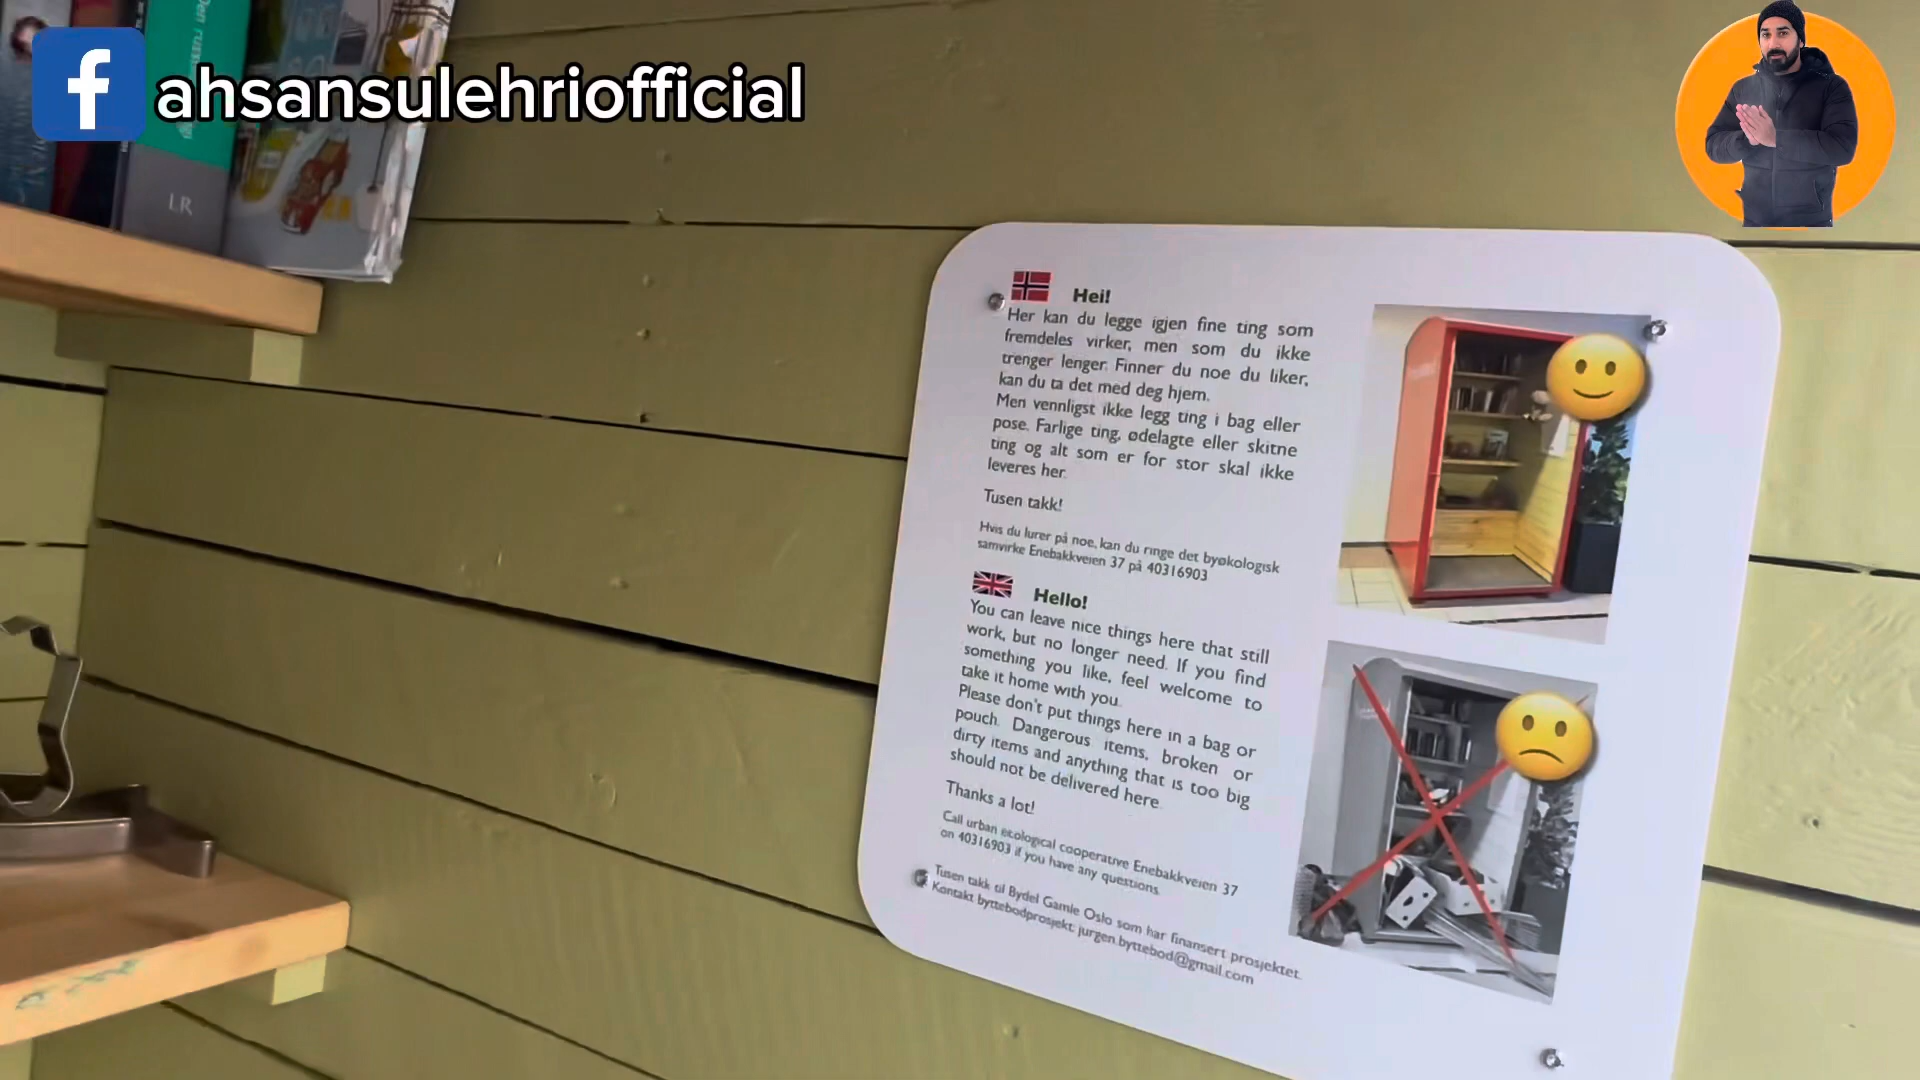 ahsansulehriofficial
LR
Hei!
Her kan du legge igjen fine ting som
fremdeles virker, men som du ikke
trenger lenger. Finner du noe du liker,
kan du ta det med deg hjem.
Men vennligst ikke legg ting i bag eller
pose. Farlige ting, ødelagte eller skitne
ting og alt som er for stor skal ikke
leveres her.
Tusen takk!
Hvis du lurer på noe, kan du ringe det byøkologisk
samvirke Enebakkveien 37 på 40316903
Hello!
You can leave nice things here that still
work, but no longer need. If you find
something you like, feel welcome to
take it home with you.
Please don't put things here in a bag or
pouch. Dangerous items, broken or
dirty items and anything that is too big
should not be delivered here.
Thanks a lot!
Call urban ecological cooperative Enebakkveien 37
on 40316903 if you have any questions.
Tusen takk til Bydel Gamle Oslo som har finansert prosjektet.
Kontakt byttebodprosjekt: jurgen.byttebod@gmail.com